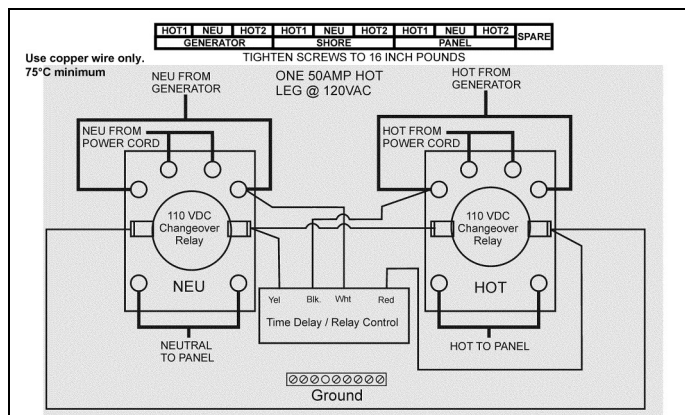 HOT1 NEU HOT2 HOT1 NEU HOT2 HOT1 NEU HOT2 SPARE
GENERATOR SHORE PANEL
TIGHTEN SCREWS TO 16 INCH POUNDS
Use copper wire only.
75°C minimum
NEU FROM
GENERATOR
ONE 50AMP HOT
LEG @ 120VAC
HOT FROM
GENERATOR
NEU FROM
POWER CORD
HOT FROM
POWER CORD
110 VDC
Changeover
Relay
NEU
110 VDC
Changeover
Relay
HOT
Yel Blk. Wht Red
Time Delay / Relay Control
NEUTRAL
TO PANEL
HOT TO PANEL
Ground